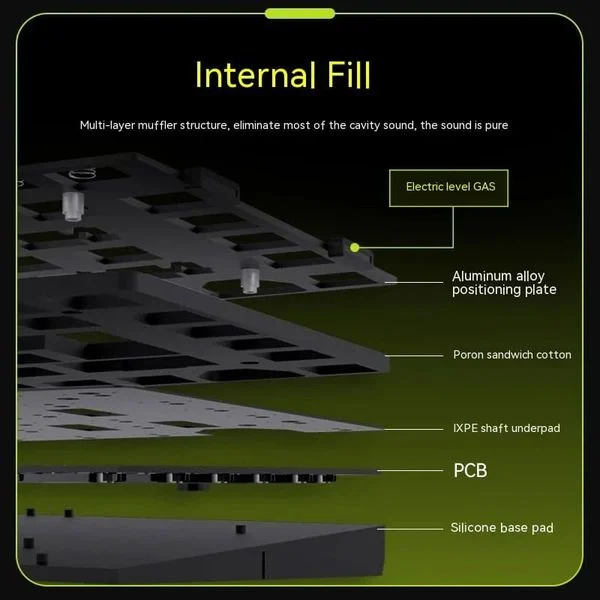 Internal Fill
Multi-layer muffler structure, eliminate most of the cavity sound, the sound is pure
Electric level GAS
Aluminum alloy
positioning plate
Poron sandwich cotton
IXPE shaft underpad
PCB
Silicone base pad